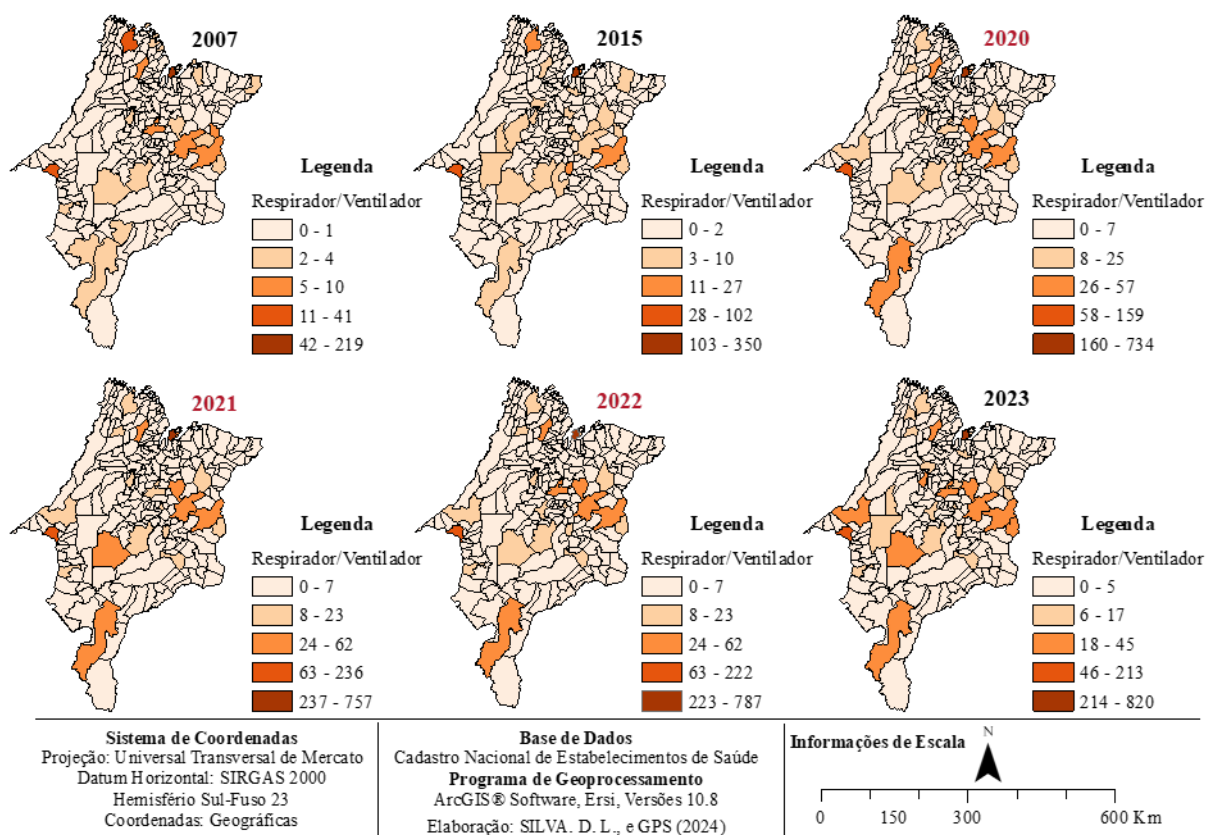 2007
Legenda
Respirador/Ventilador
0 - 1
2 - 4
5 - 10
11 - 41
42 - 219
2015
Legenda
Respirador/Ventilador
0 - 2
3 - 10
11 - 27
28 - 102
103 - 350
2020
Legenda
Respirador/Ventilador
0 - 7
8 - 25
26 - 57
58 - 159
160 - 734
2021
Legenda
Respirador/Ventilador
0 - 7
8 - 23
24 - 62
63 - 236
237 - 757
2022
Legenda
Respirador/Ventilador
0 - 7
8 - 23
24 - 62
63 - 222
223 - 787
2023
Legenda
Respirador/Ventilador
0 - 5
6 - 17
18 - 45
46 - 213
214 - 820
Sistema de Coordenadas
Projeção: Universal Transversal de Mercato
Datum Horizontal: SIRGAS 2000
Hemisfério Sul-Fuso 23
Coordenadas: Geográficas
Base de Dados
Cadastro Nacional de Estabelecimentos de Saúde
Programa de Geoprocessamento
ArcGIS® Software, Ersi, Versões 10.8
Elaboração: SILVA. D. L., e GPS (2024)
Informações de Escala
N
0 150 300 600 Km